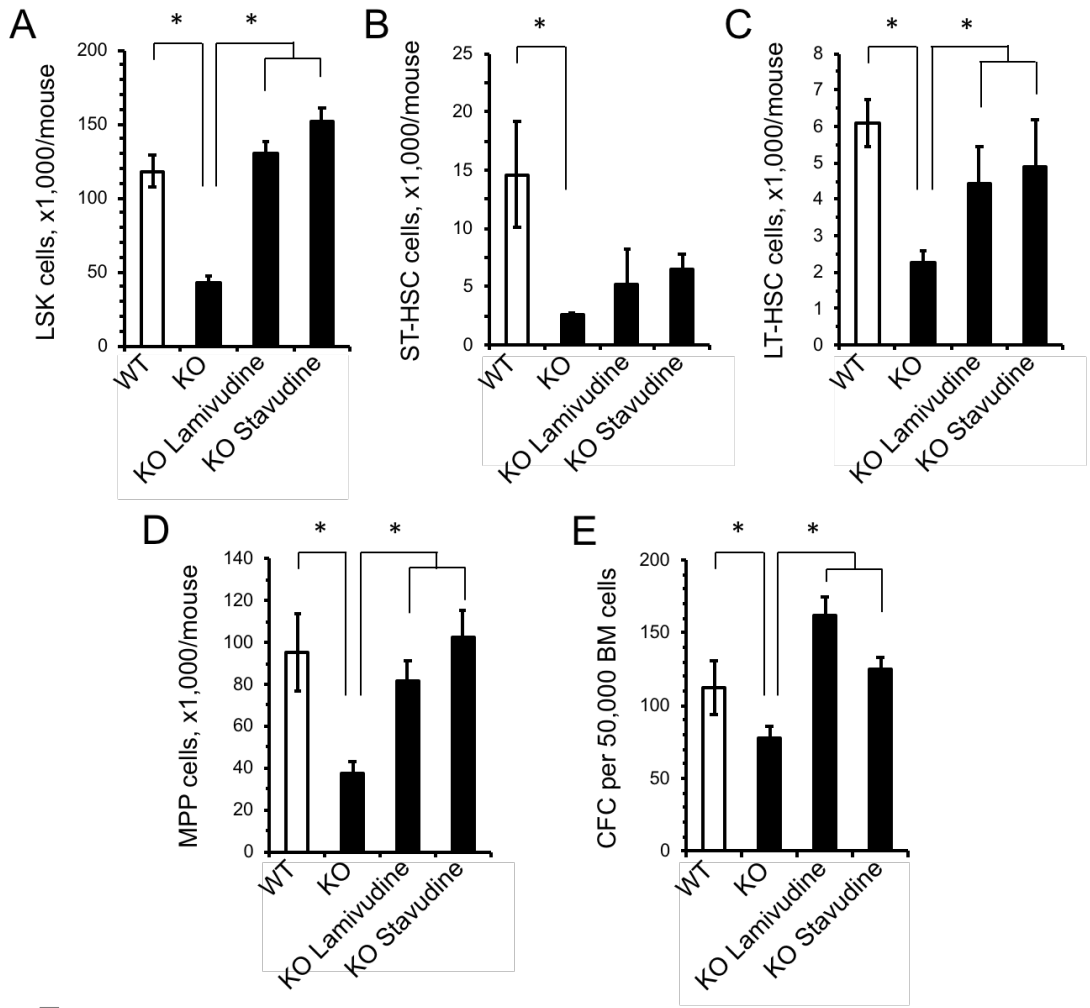 A
LSK cells, x1,000/mouse
200
150
100
50
0
* *
WT
KO
KO Lamivudine
KO Stavudine
B
ST-HSC cells, x1,000/mouse
25
20
15
10
5
0
*
WT
KO
KO Lamivudine
KO Stavudine
C
LT-HSC cells, x1,000/mouse
8
7
6
5
4
3
2
1
0
* *
WT
KO
KO Lamivudine
KO Stavudine
D
MPP cells, x1,000/mouse
140
120
100
80
60
40
20
0
* *
WT
KO
KO Lamivudine
KO Stavudine
E
CFC per 50,000 BM cells
200
150
100
50
0
* *
WT
KO
KO Lamivudine
KO Stavudine